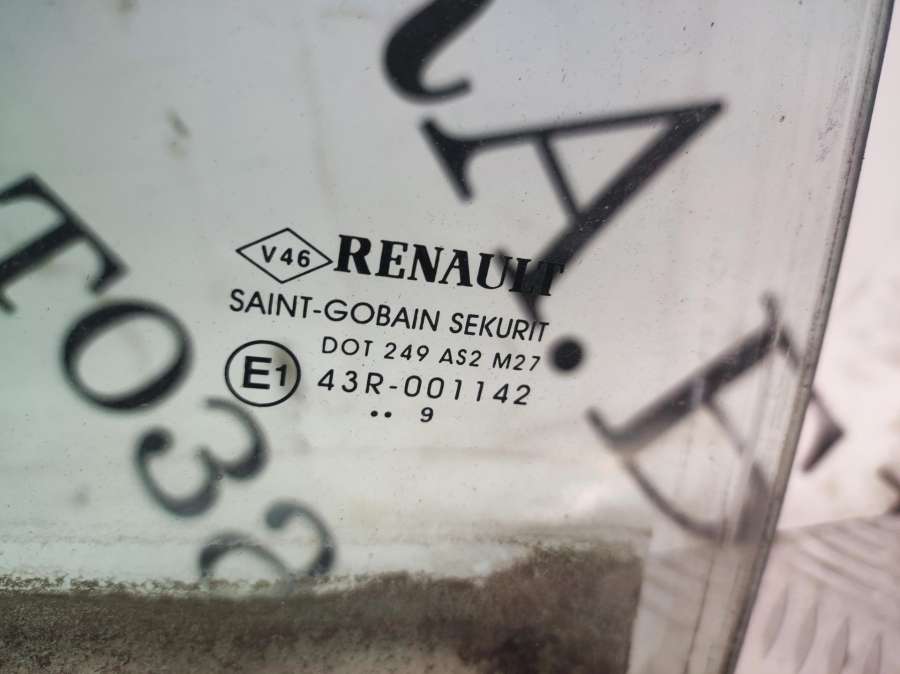 V46 RENAULT
SAINT-GOBAIN SEKURIT
DOT 249 AS2 M27
E1 43R-001142
•• 9